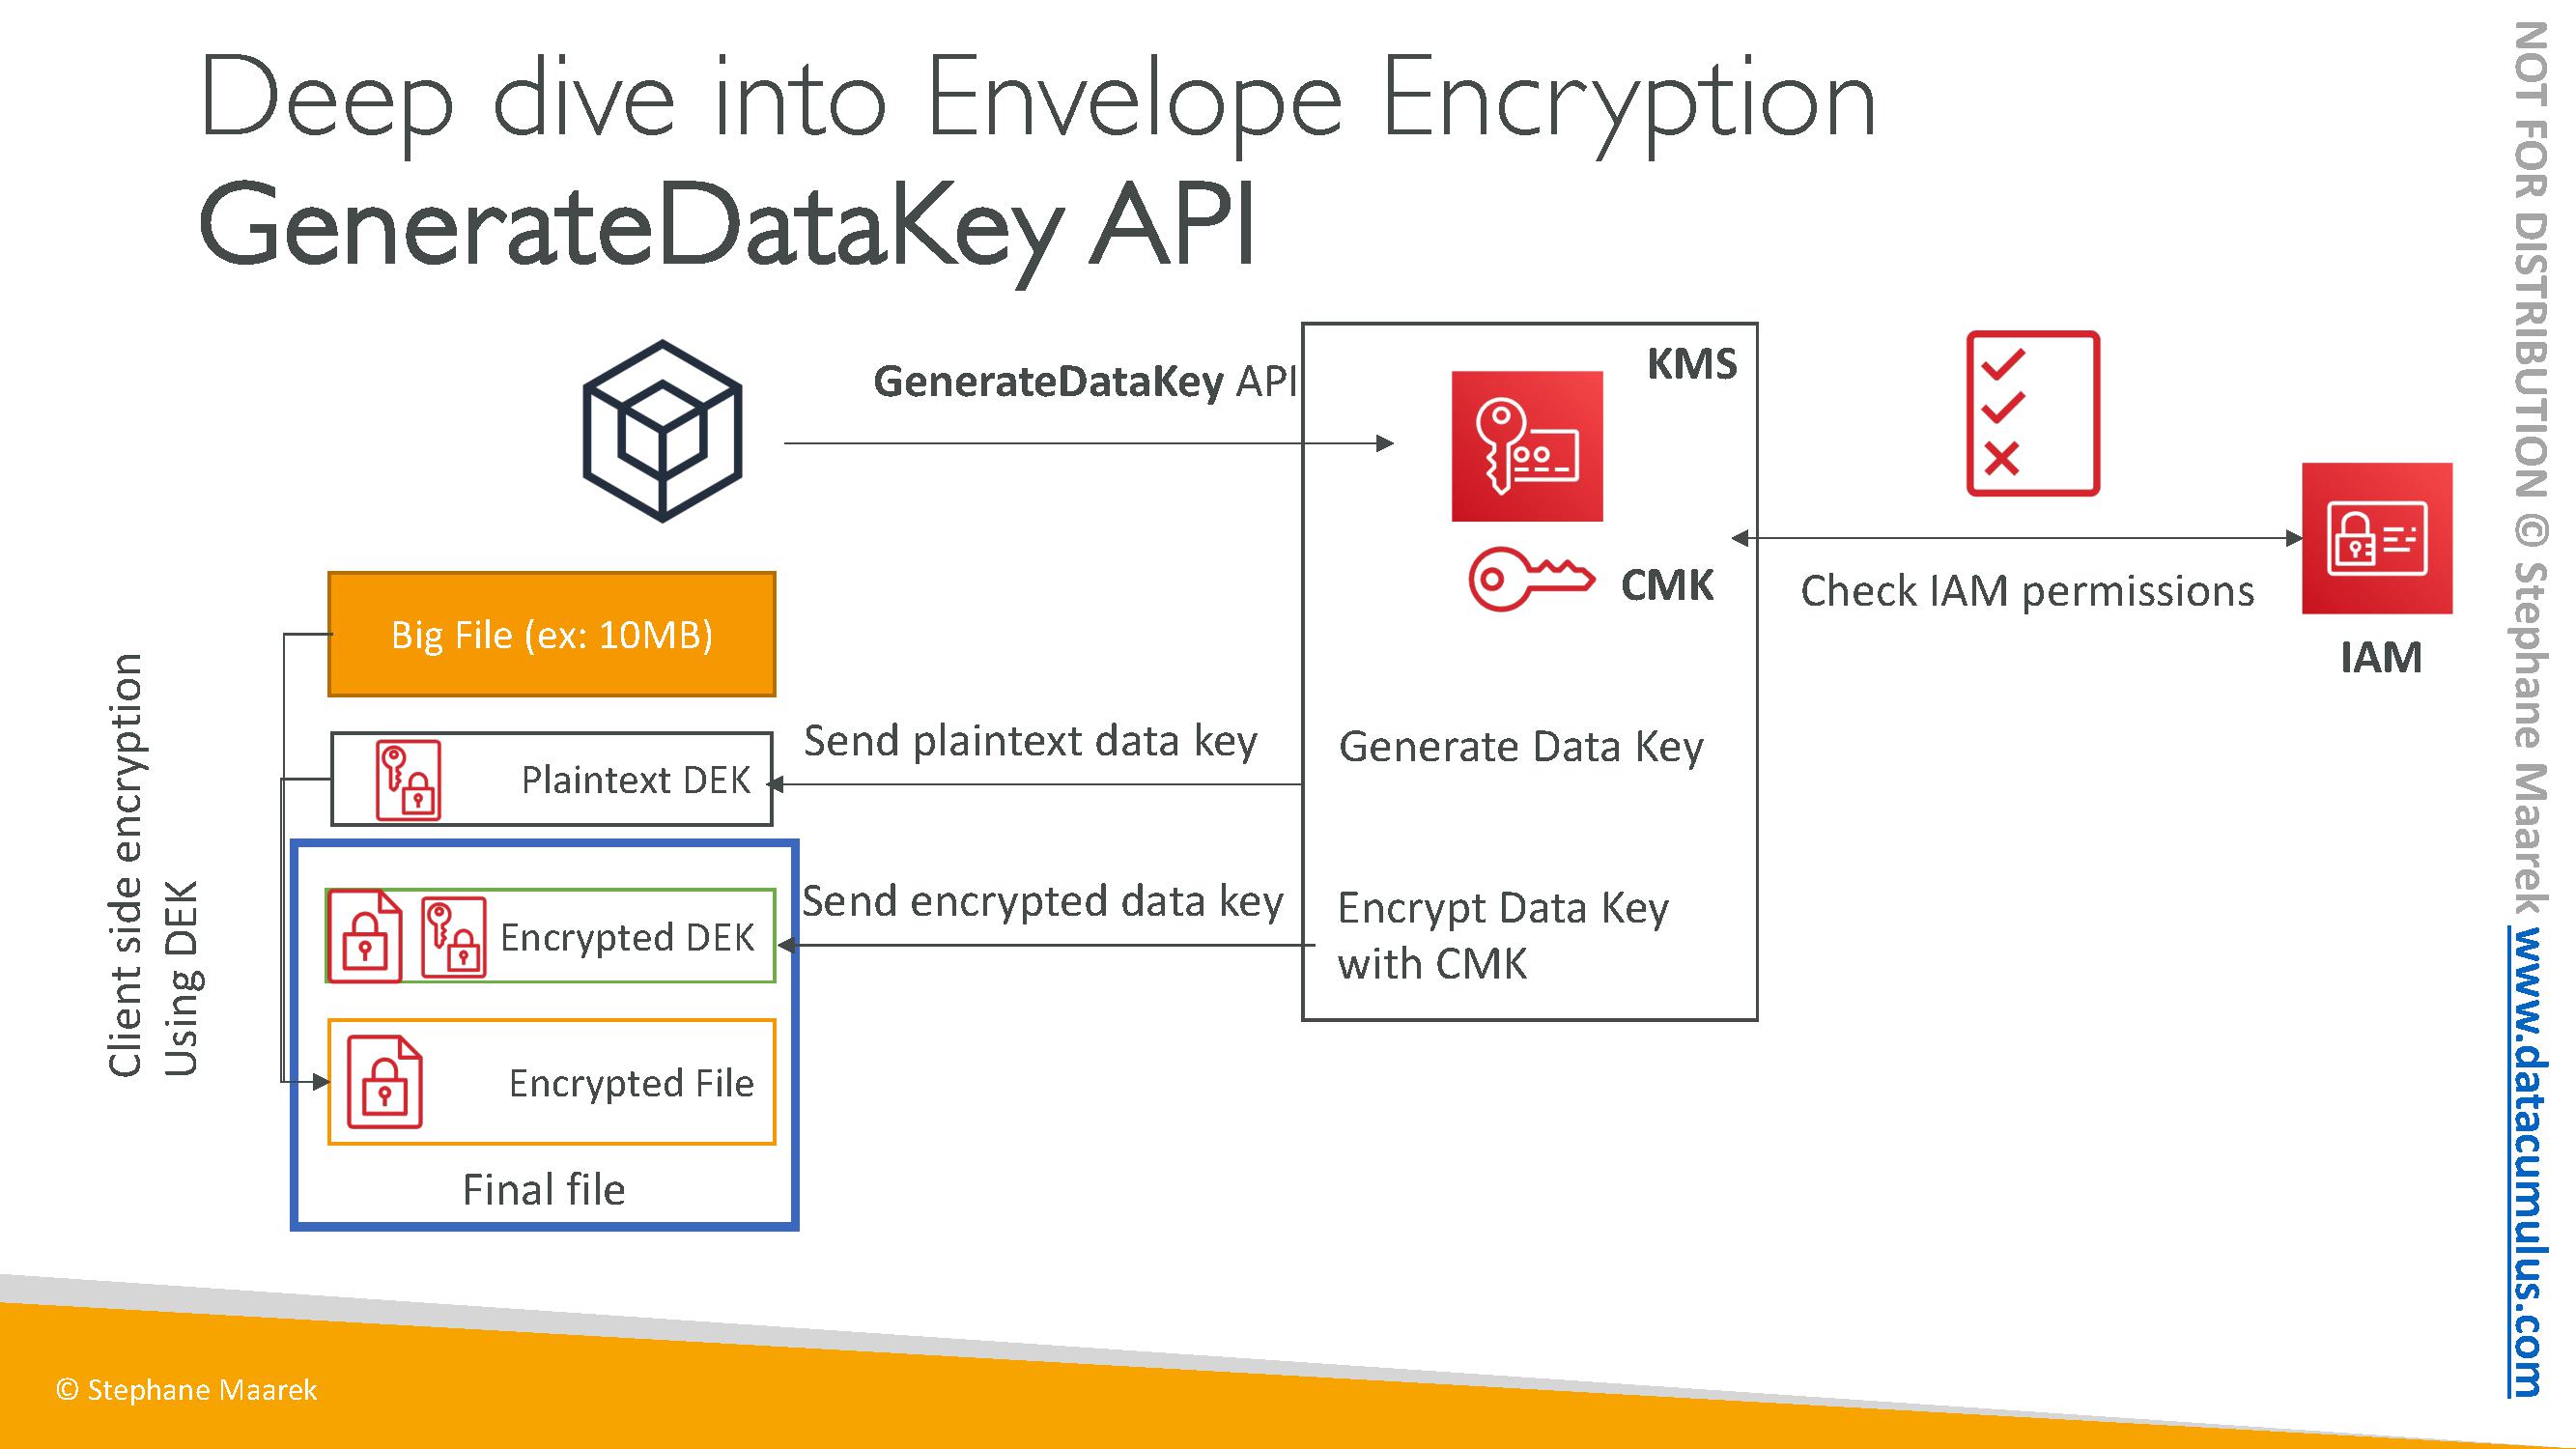 Deep dive into Envelope Encryption
GenerateDataKey API
GenerateDataKey API
KMS
CMK
Check IAM permissions
IAM
Big File (ex: 10MB)
Client side encryption
Using DEK
Plaintext DEK
Send plaintext data key
Generate Data Key
Encrypted DEK
Send encrypted data key
Encrypt Data Key
with CMK
Encrypted File
Final file
© Stephane Maarek
NOT FOR DISTRIBUTION © Stephane Maarek www.datacumulus.com